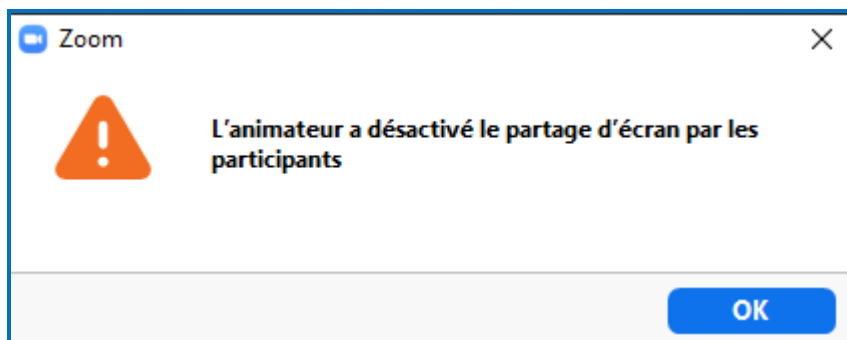 Zoom
L’animateur a désactivé le partage d’écran par les
participants
OK